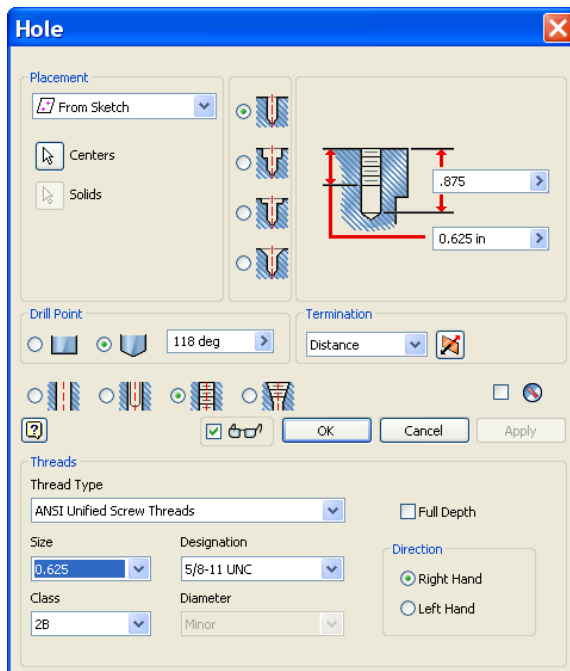 Hole
Placement
From Sketch
Centers
Solids
.875
0.625 in
Drill Point
118 deg
Termination
Distance
OK
Cancel
Apply
Threads
Thread Type
ANSI Unified Screw Threads
Full Depth
Size
Designation
0.625
5/8-11 UNC
Direction
Right Hand
Left Hand
Class
Diameter
2B
Minor